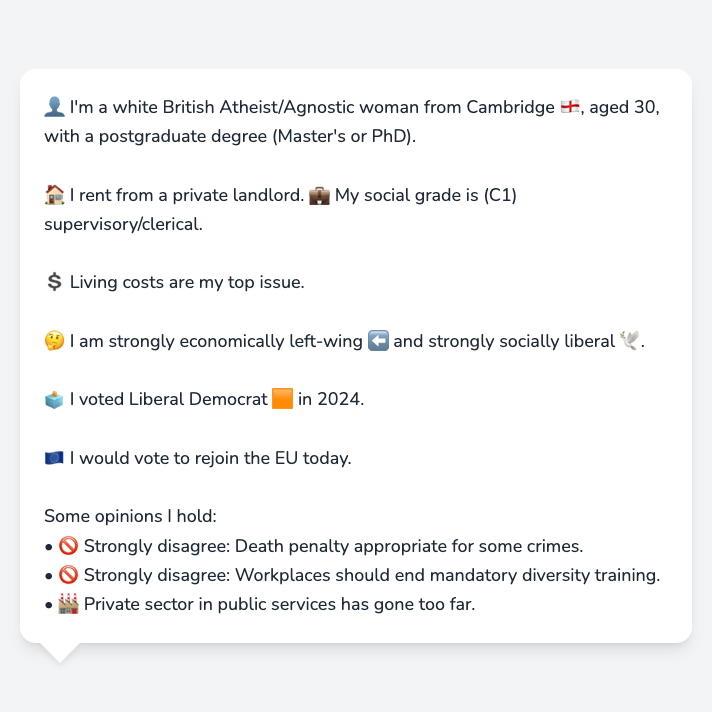 👤 I'm a white British Atheist/Agnostic woman from Cambridge 🏴󠁧󠁢󠁥󠁮󠁧󠁿, aged 30,
with a postgraduate degree (Master's or PhD).
🏠 I rent from a private landlord. 💼 My social grade is (C1)
supervisory/clerical.
💲 Living costs are my top issue.
🤔 I am strongly economically left-wing ⬅️ and strongly socially liberal 🕊️.
🗳️ I voted Liberal Democrat 🟧 in 2024.
🇪🇺 I would vote to rejoin the EU today.
Some opinions I hold:
• 🚫 Strongly disagree: Death penalty appropriate for some crimes.
• 🚫 Strongly disagree: Workplaces should end mandatory diversity training.
• 🏭 Private sector in public services has gone too far.